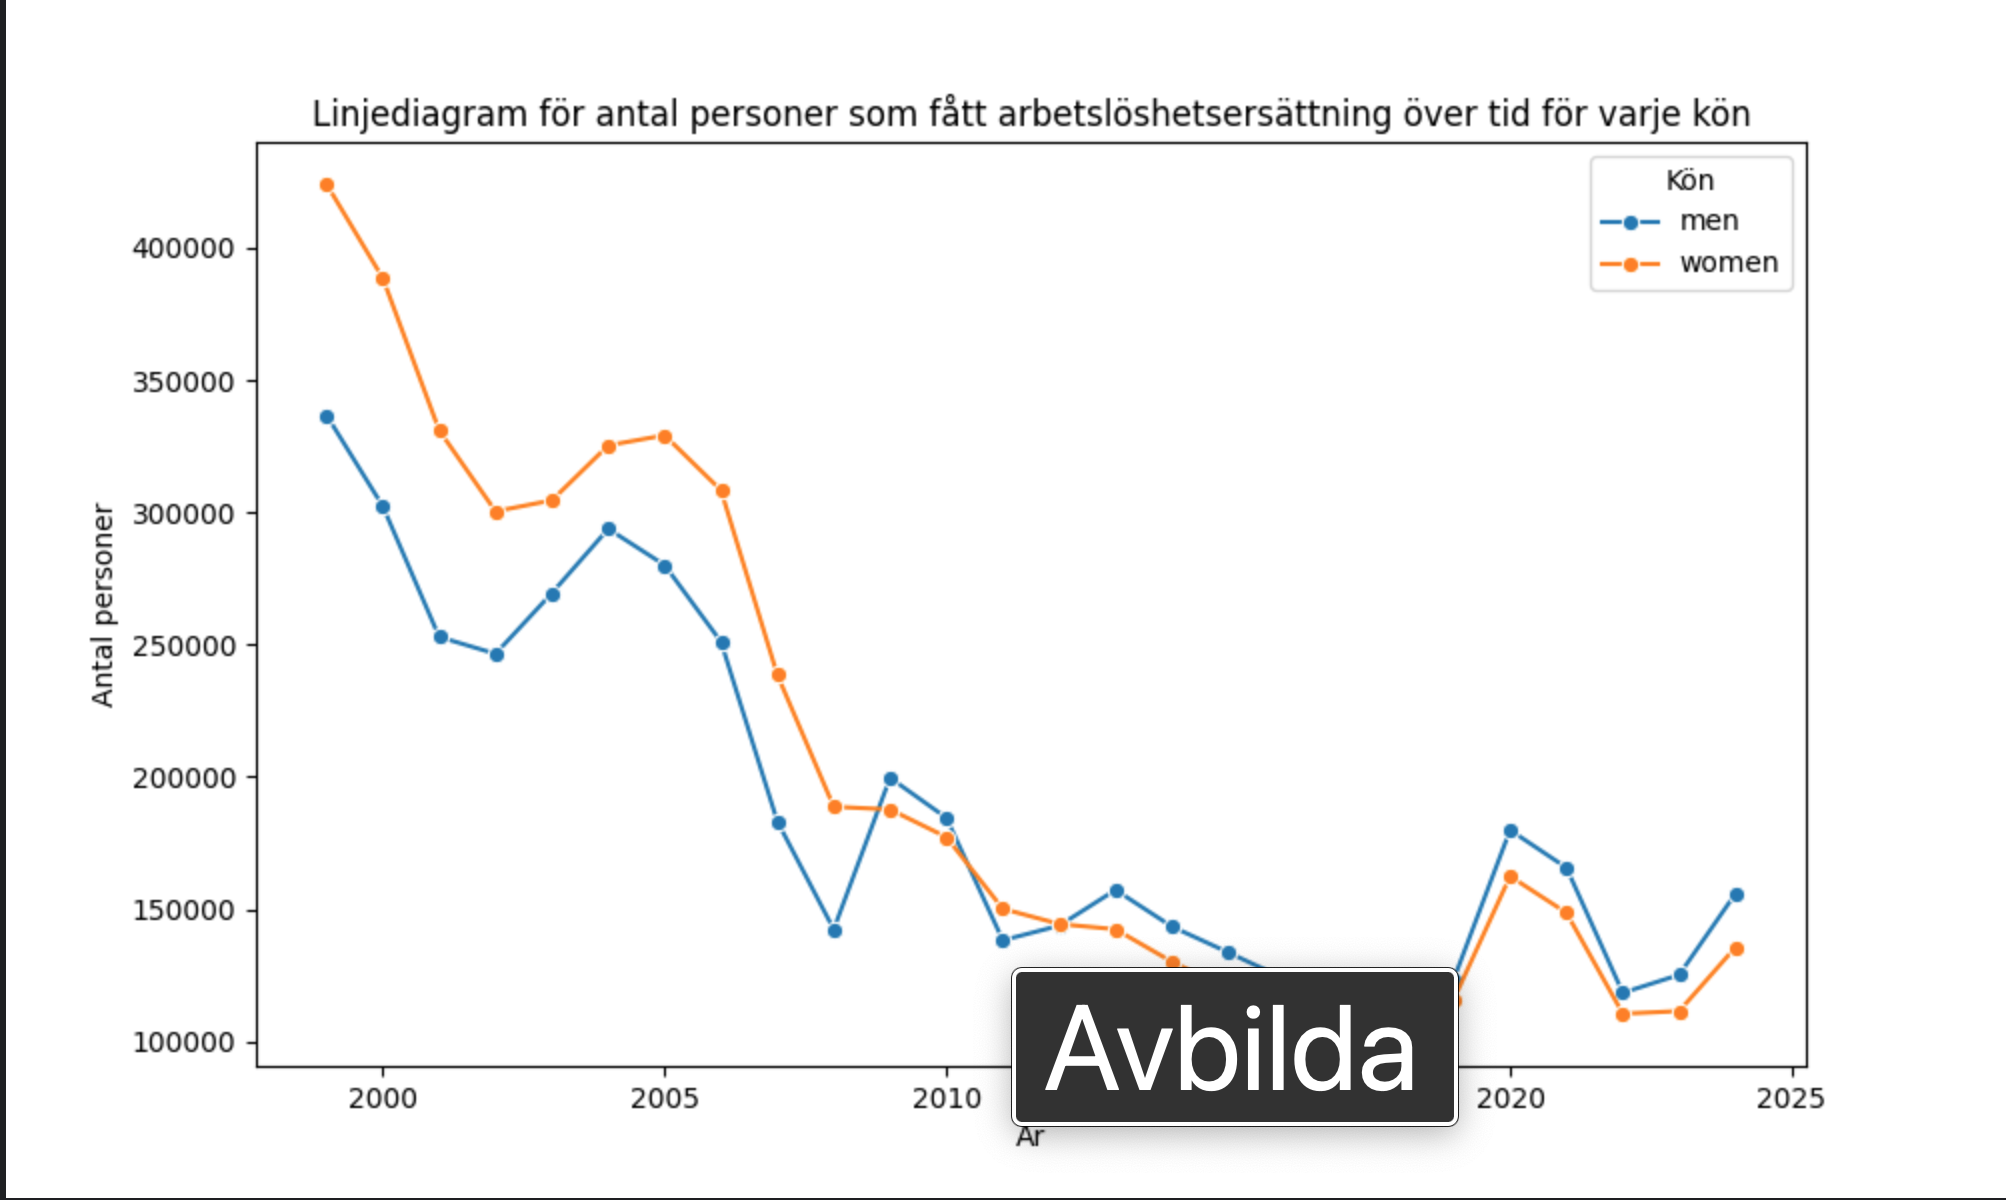 Linjediagram för antal personer som fått arbetslöshetsersättning över tid för varje kön
Kön
men
women
400000
350000
300000
250000
200000
150000
100000
Antal personer
2000
2005
2010
2020
2025
Avbilda
År